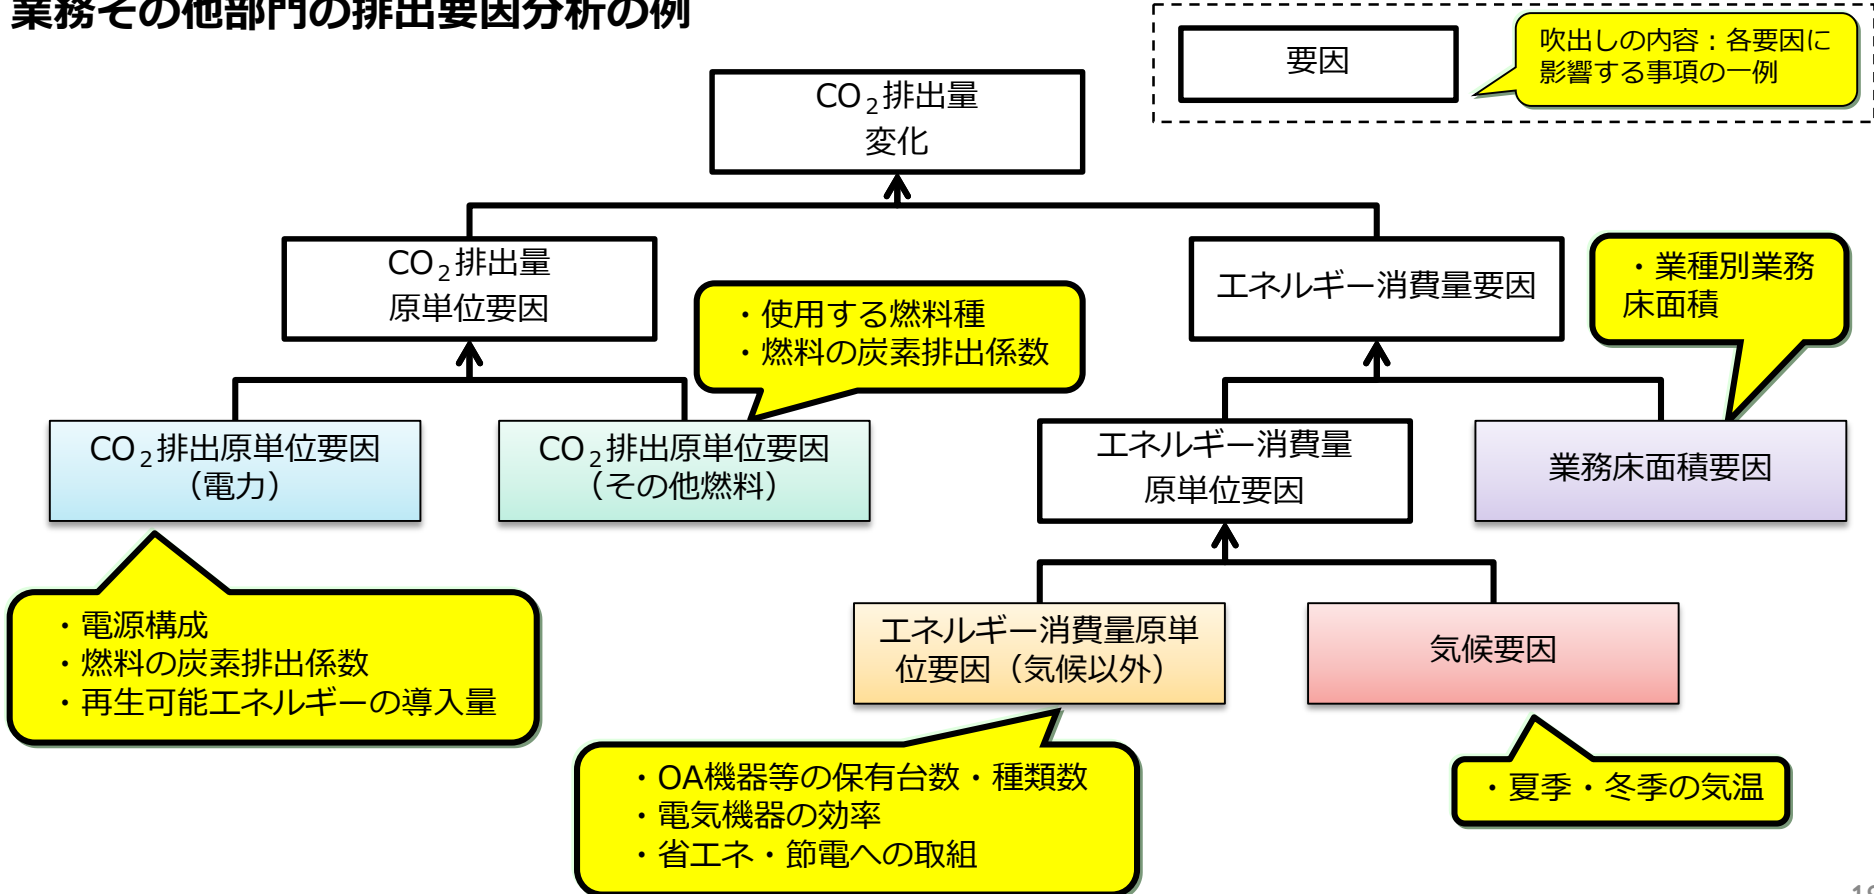 業務その他部門の排出要因分析の例
要因
吹出しの内容：各要因に
影響する事項の一例
CO₂排出量
変化
CO₂排出量
原単位要因
エネルギー消費量要因
・業種別業務
床面積
・使用する燃料種
・燃料の炭素排出係数
CO₂排出原単位要因
（電力）
CO₂排出原単位要因
（その他燃料）
エネルギー消費量
原単位要因
業務床面積要因
・電源構成
・燃料の炭素排出係数
・再生可能エネルギーの導入量
エネルギー消費量原単
位要因（気候以外）
気候要因
・OA機器等の保有台数・種類数
・電気機器の効率
・省エネ・節電への取組
・夏季・冬季の気温